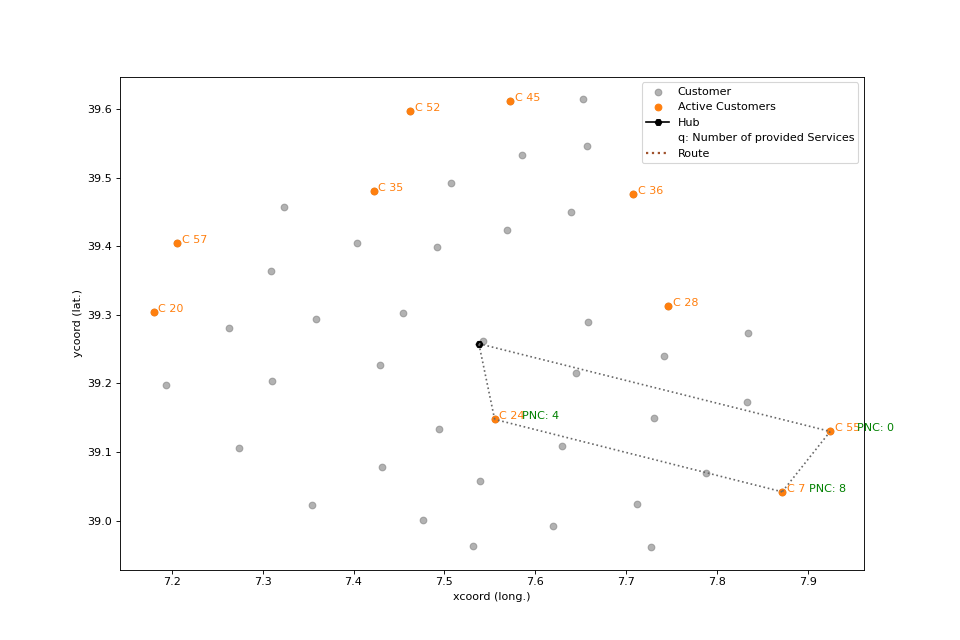 Customer
Active Customers
Hub
q: Number of provided Services
Route
C 45
C 52
C 35
C 36
C 57
C 28
C 20
C 24 PNC: 4
C 55 PNC: 0
C 7 PNC: 8
39.6
39.5
39.4
39.3
39.2
39.1
39.0
ycoord (lat.)
7.2 7.3 7.4 7.5 7.6 7.7 7.8 7.9
xcoord (long.)